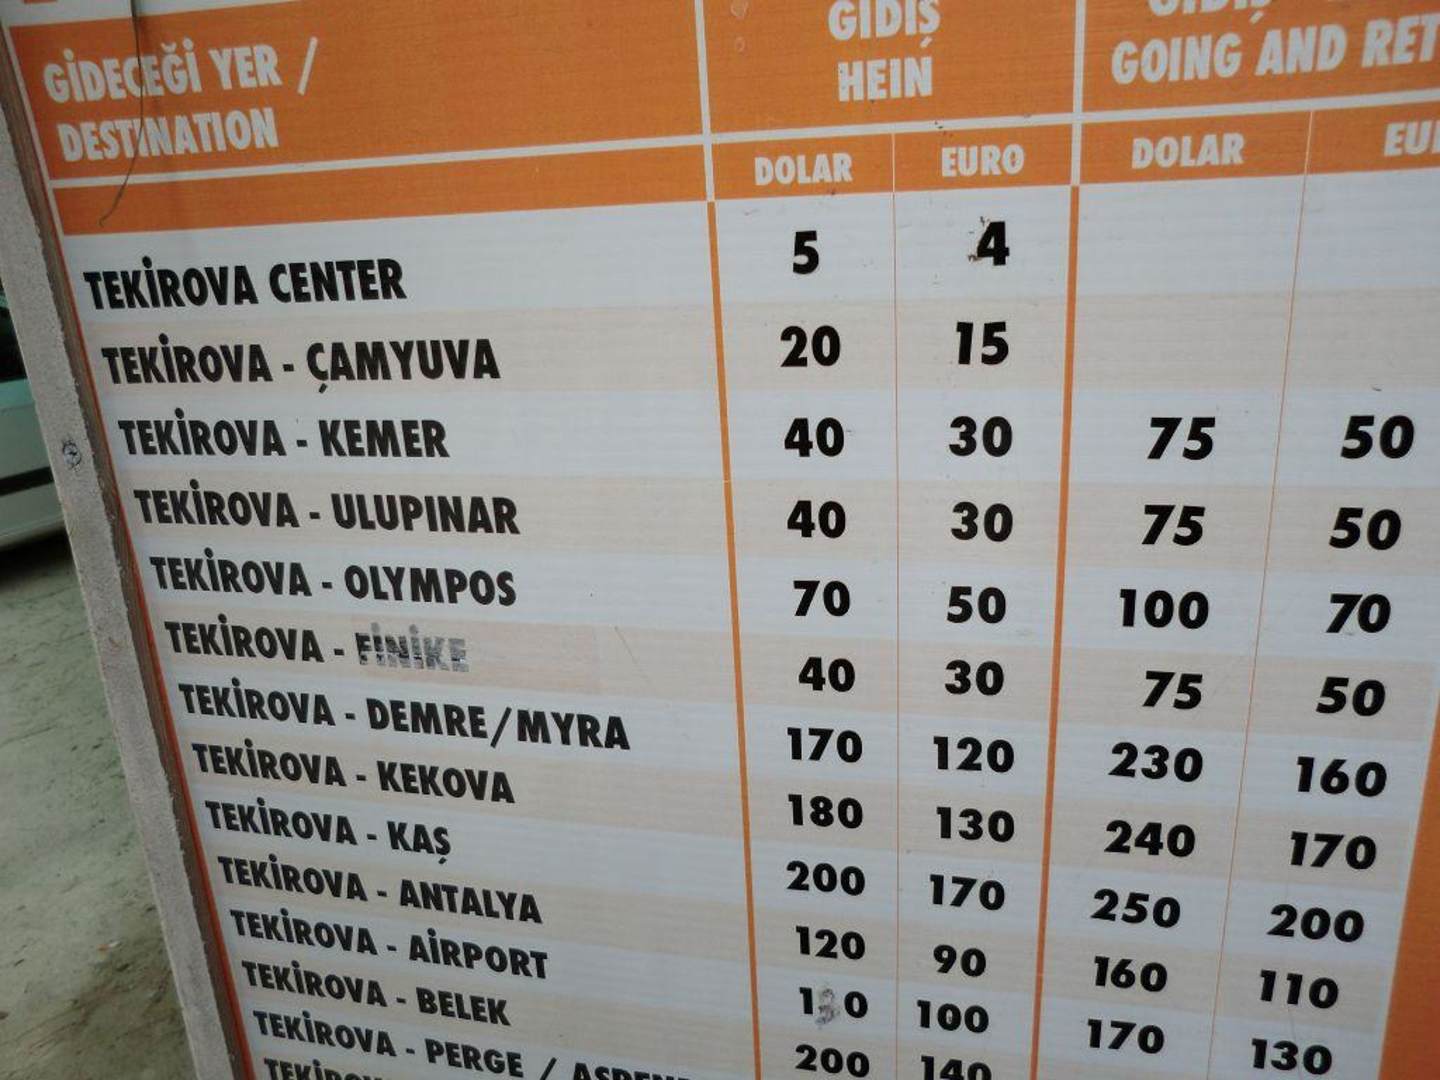 GİDECEĞİ YER /
DESTINATION
GİDİŞ
HEIN
GİDİŞ
GOING AND RET
DOLAR EURO DOLAR EU
TEKİROVA CENTER 5 4
TEKİROVA - ÇAMYUVA 20 15
TEKİROVA - KEMER 40 30 75 50
TEKİROVA - ULUPINAR 40 30 75 50
TEKİROVA - OLYMPOS 70 50 100 70
TEKİROVA - FİNİKE 40 30 75 50
TEKİROVA - DEMRE/MYRA 170 120 230 160
TEKİROVA - KEKOVA 180 130 240 170
TEKİROVA - KAŞ 200 170 250 200
TEKİROVA - ANTALYA 120 90 160 110
TEKİROVA - AİRPORT 100 170 130
TEKİROVA - BELEK 200 140
TEKİROVA - PERGE /